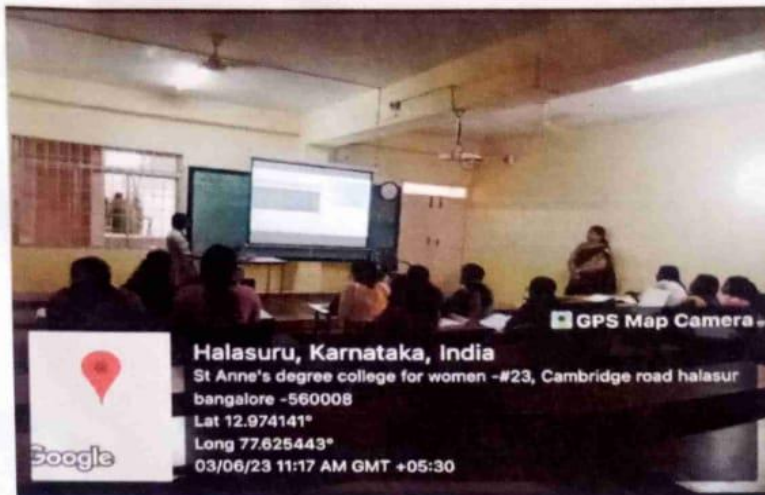 GPS Map Camera
Halasuru, Karnataka, India
St Anne's degree college for women -#23, Cambridge road halasur
bangalore -560008
Lat 12.974141°
Long 77.625443°
03/06/23 11:17 AM GMT +05:30
Google